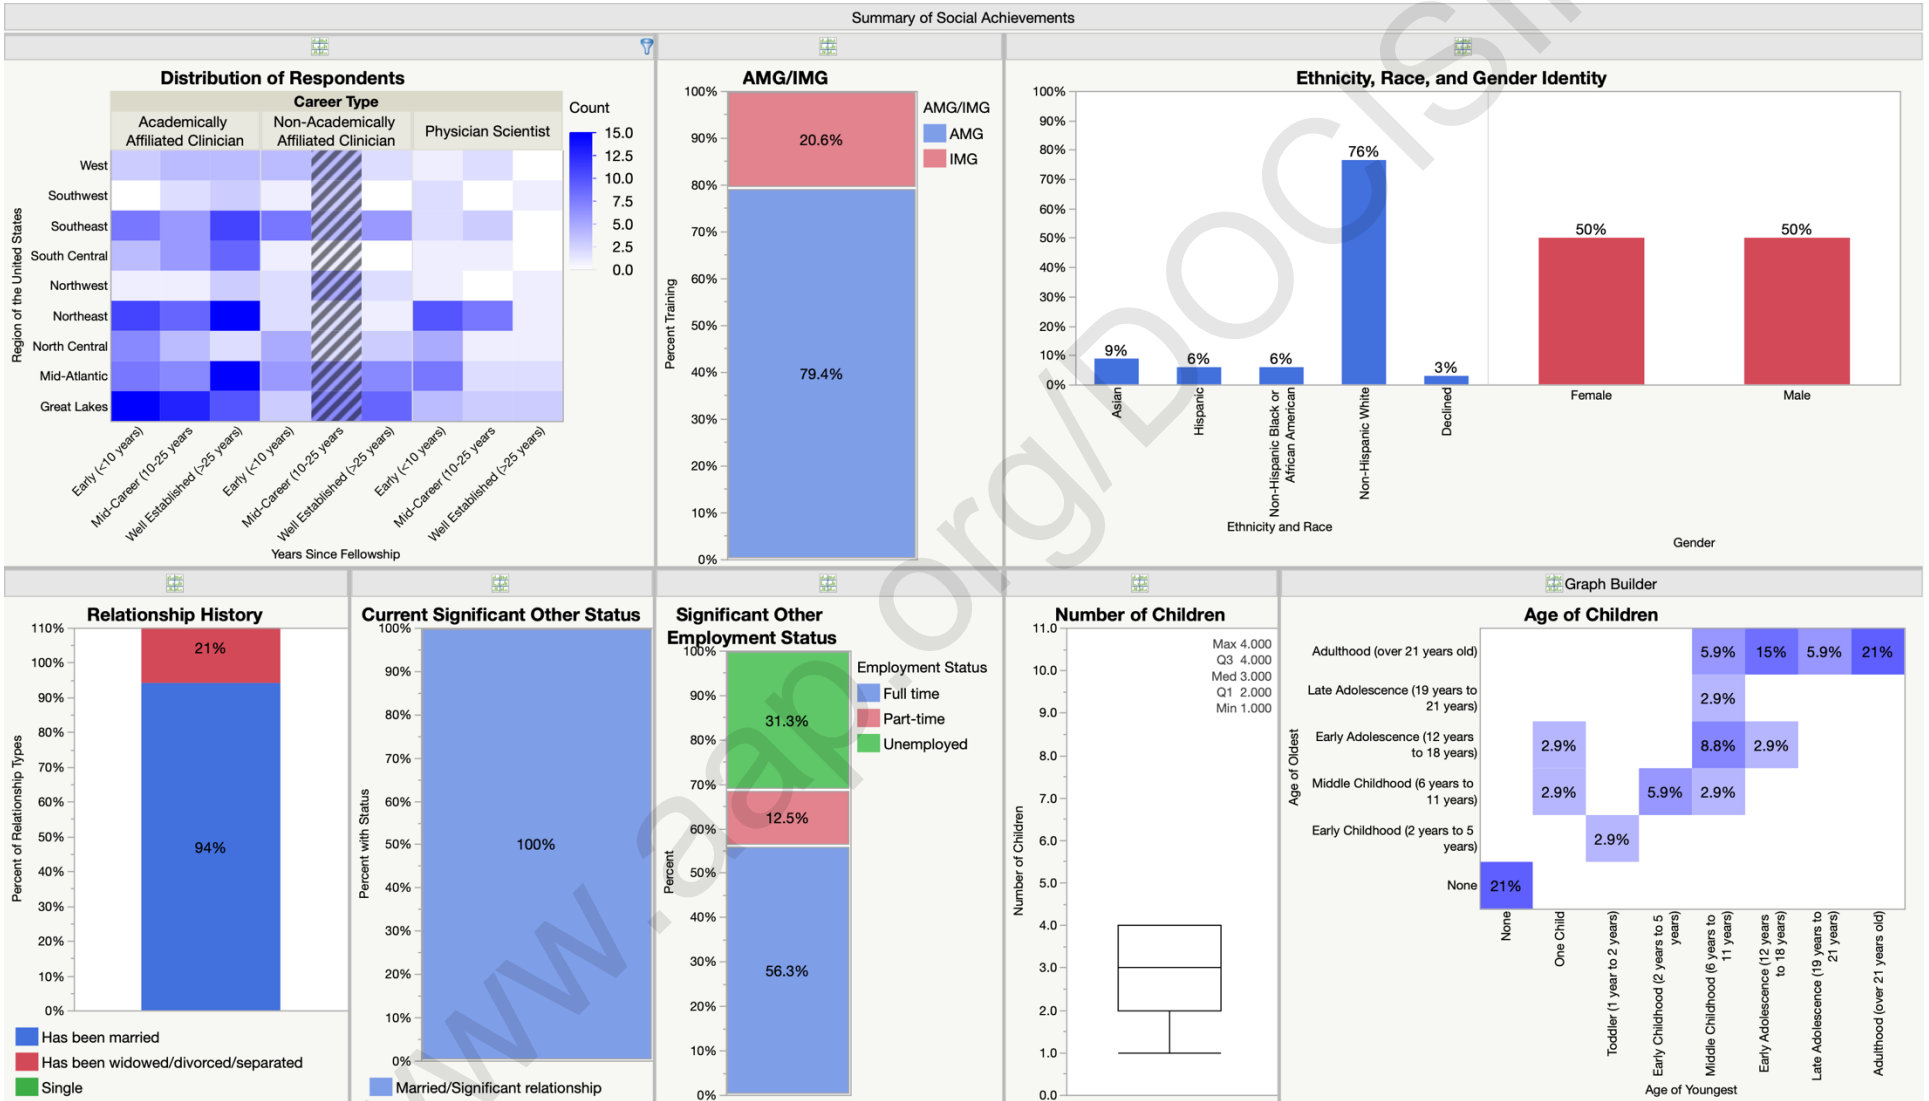 Summary of Social Achievements
Distribution of Respondents
Career Type
Academically
Affiliated Clinician
Non-Academically
Affiliated Clinician
Physician Scientist
Count
15.0
12.5
10.0
7.5
5.0
2.5
0.0
Region of the United States
West
Southwest
Southeast
South Central
Northwest
Northeast
North Central
Mid-Atlantic
Great Lakes
Early (<10 years)
Mid-Career (10-25 years
Well Established (>25 years)
Early (<10 years)
Mid-Career (10-25 years
Well Established (>25 years)
Early (<10 years)
Mid-Career (10-25 years
Well Established (>25 years)
Years Since Fellowship
AMG/IMG
Percent Training
100%
90%
80%
70%
60%
50%
40%
30%
20%
10%
0%
20.6%
79.4%
AMG/IMG
AMG
IMG
Ethnicity, Race, and Gender Identity
100%
90%
80%
70%
60%
50%
40%
30%
20%
10%
0%
9%
6%
6%
76%
3%
50%
50%
Asian
Hispanic
Non-Hispanic Black or
African American
Non-Hispanic White
Declined
Female
Male
Ethnicity and Race
Gender
Relationship History
Percent of Relationship Types
110%
100%
90%
80%
70%
60%
50%
40%
30%
20%
10%
0%
21%
94%
Has been married
Has been widowed/divorced/separated
Single
Current Significant Other Status
Percent with Status
100%
90%
80%
70%
60%
50%
40%
30%
20%
10%
0%
100%
Married/Significant relationship
Significant Other
Employment Status
Percent
100%
90%
80%
70%
60%
50%
40%
30%
20%
10%
0%
31.3%
12.5%
56.3%
Employment Status
Full time
Part-time
Unemployed
Number of Children
Number of Children
11.0
10.0
9.0
8.0
7.0
6.0
5.0
4.0
3.0
2.0
1.0
0.0
Max 4.000
Q3 4.000
Med 3.000
Q1 2.000
Min 1.000
Graph Builder
Age of Children
Age of Oldest
Adulthood (over 21 years old)
5.9%
15%
5.9%
21%
Late Adolescence (19 years to
21 years)
2.9%
Early Adolescence (12 years
to 18 years)
2.9%
8.8%
2.9%
Middle Childhood (6 years to
11 years)
2.9%
5.9%
2.9%
Early Childhood (2 years to 5
years)
2.9%
None
21%
None
One Child
Toddler (1 year to 2 years)
Early Childhood (2 years to 5
years)
Middle Childhood (6 years to
11 years)
Early Adolescence (12 years
to 18 years)
Late Adolescence (19 years to
21 years)
Adulthood (over 21 years old)
Age of Youngest